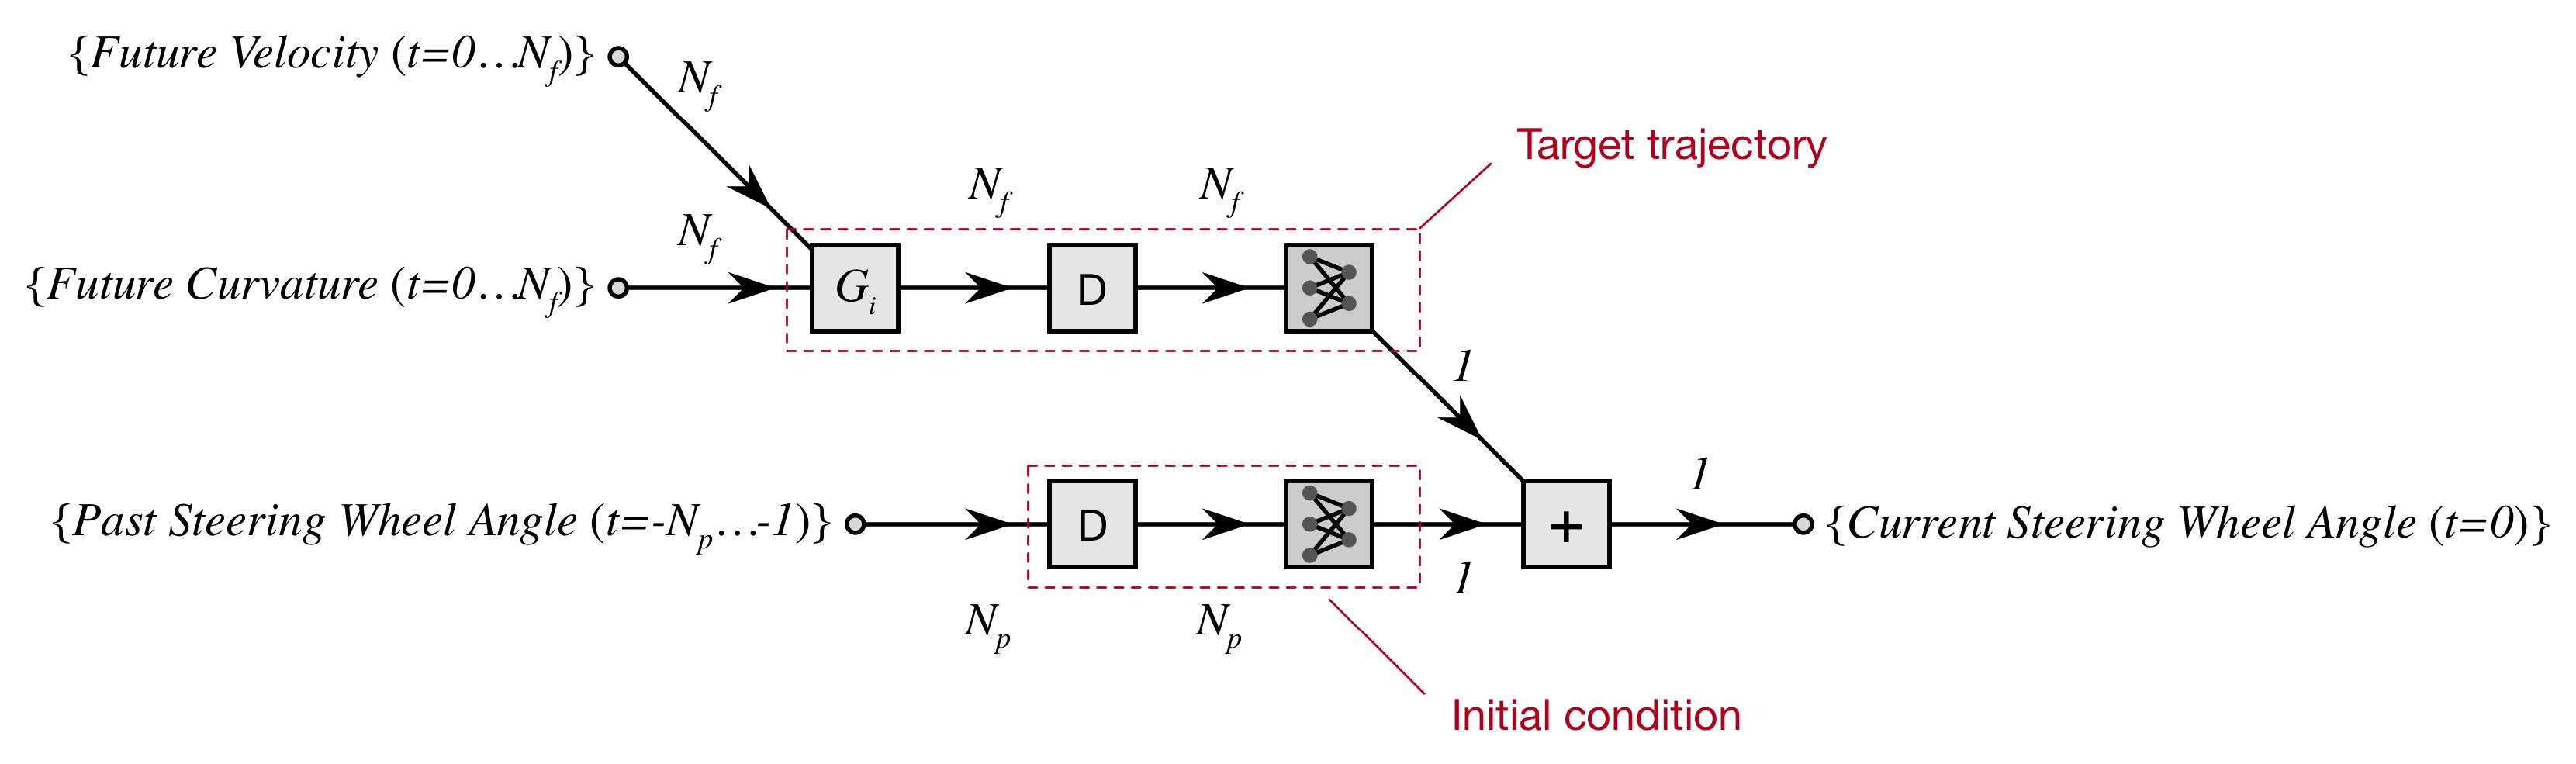 {Future Velocity (t=0…N_f)}
N_f
Target trajectory
N_f
N_f
N_f
{Future Curvature (t=0…N_f)}
G_i
D
1
1
{Past Steering Wheel Angle (t=-N_p…-1)}
D
+
{Current Steering Wheel Angle (t=0)}
1
N_p
N_p
Initial condition